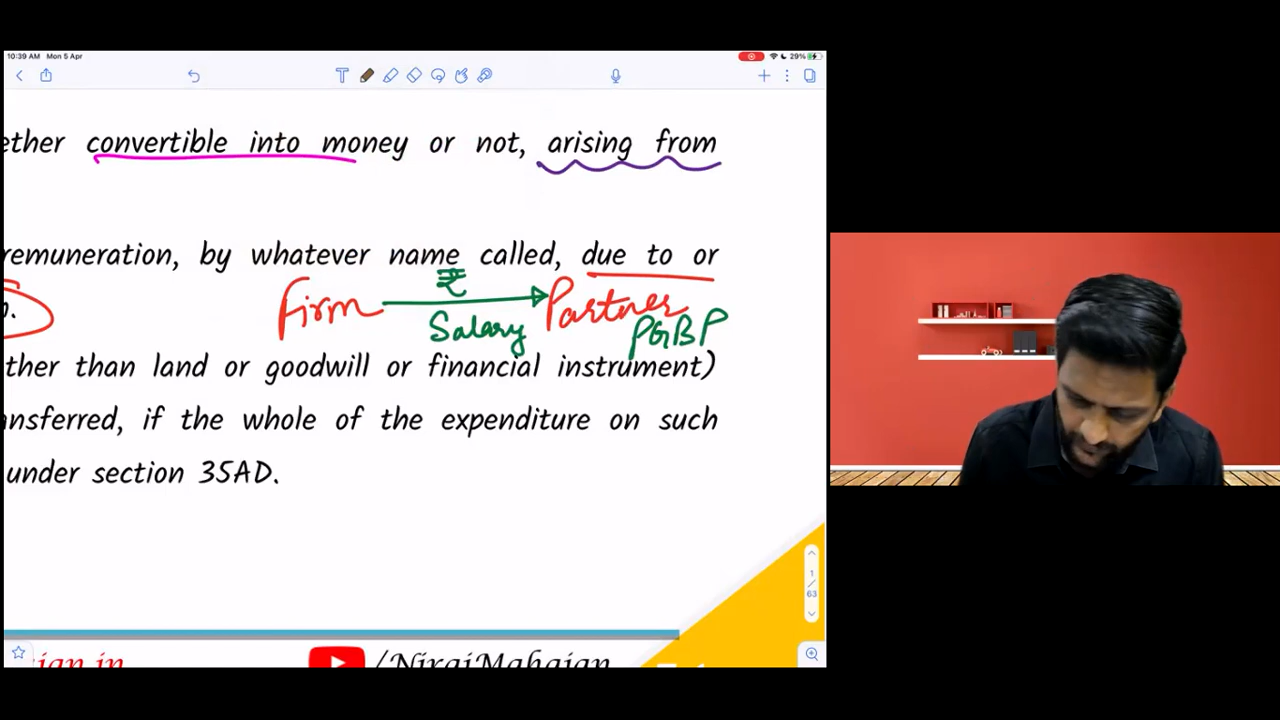 10:39 AM Mon 5 Apr
29%
ether convertible into money or not, arising from
remuneration, by whatever name called, due to or
₹
Firm Partner
Salary PGBP
ther than land or goodwill or financial instrument)
ansferred, if the whole of the expenditure on such
under section 35AD.
1
/
63
/NirajMahajan